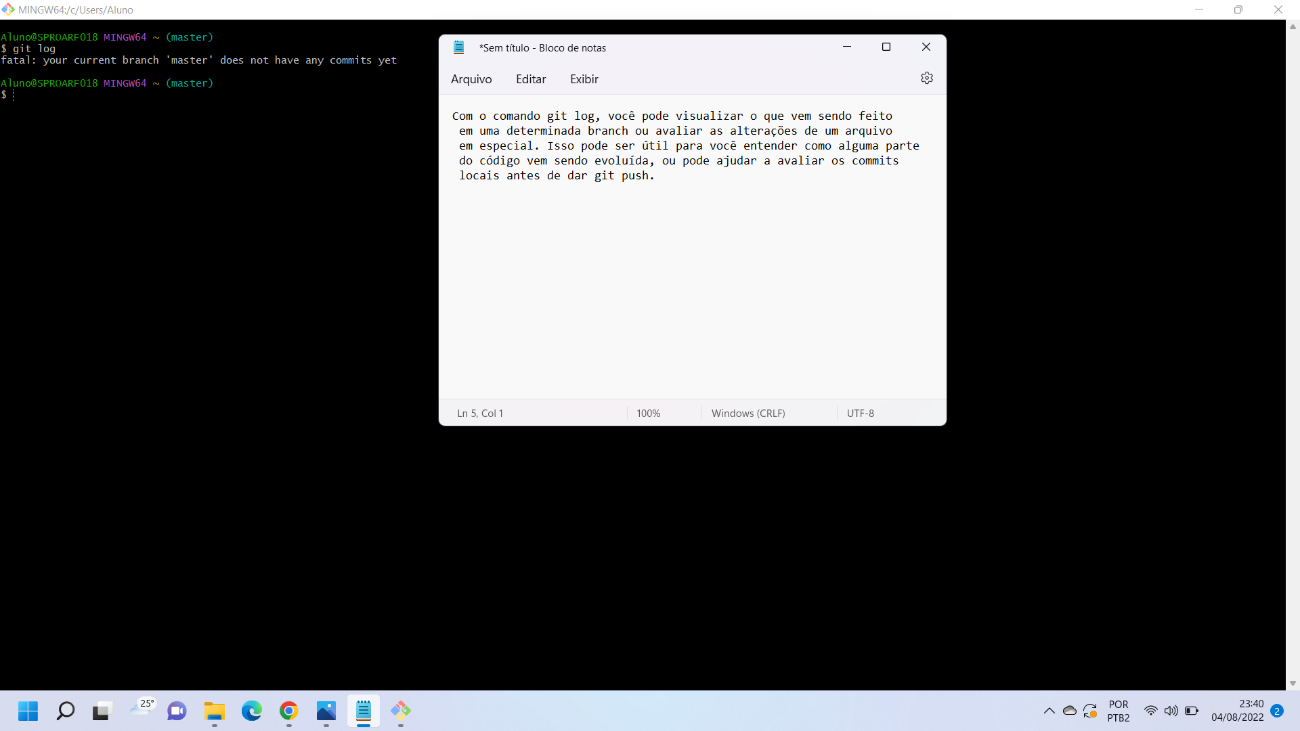 MINGW64:/c/Users/Aluno
Aluno@SPROARF018 MINGW64 ~ (master)
$ git log
fatal: your current branch 'master' does not have any commits yet
Aluno@SPROARF018 MINGW64 ~ (master)
$
*Sem título - Bloco de notas
Arquivo Editar Exibir
Com o comando git log, você pode visualizar o que vem sendo feito
em uma determinada branch ou avaliar as alterações de um arquivo
em especial. Isso pode ser útil para você entender como alguma parte
do código vem sendo evoluída, ou pode ajudar a avaliar os commits
locais antes de dar git push.
Ln 5, Col 1 100% Windows (CRLF) UTF-8
25°
POR
PTB2
23:40
04/08/2022
2